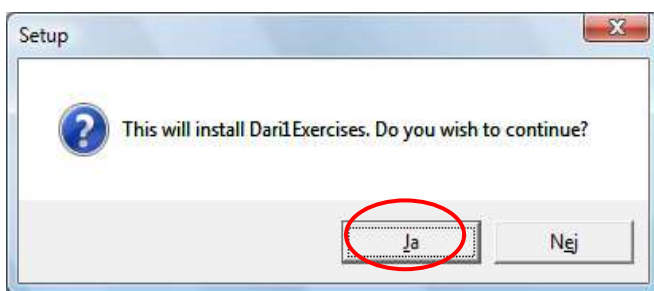 Setup
This will install Dari1Exercises. Do you wish to continue?
Ja
Nej